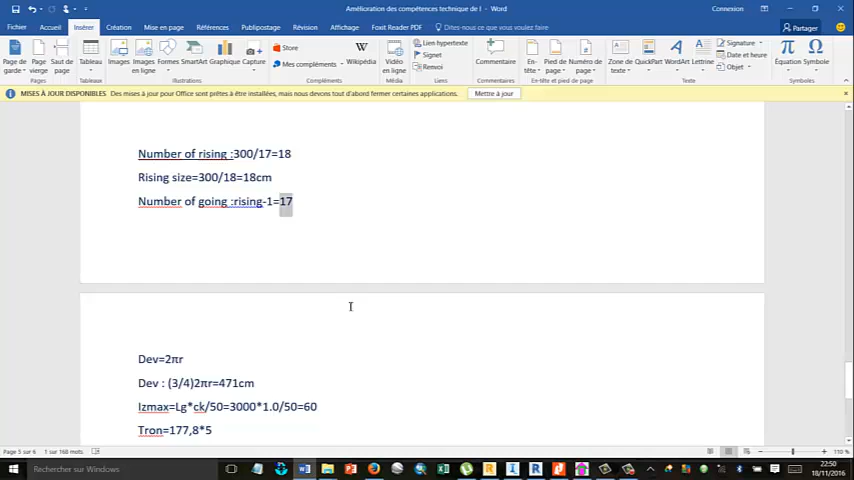 Amélioration des compétences technique de l - Word
Connexion
Fichier Accueil Insérer Création Mise en page Références Publipostage Révision Affichage Foxit Reader PDF Dites-nous ce que vous voulez faire
Partager
Page de garde
Page vierge
Saut de page
Pages
Tableau
Tableaux
Images
Images en ligne
Formes
SmartArt
Graphique
Capture
Illustrations
Store
Mes compléments
Wikipédia
Compléments
Vidéo en ligne
Média
Lien hypertexte
Signet
Renvoi
Liens
Commentaire
Commentaires
En-tête
Pied de page
Numéro de page
En-tête et pied de page
Zone de texte
QuickPart
WordArt
Lettrine
Signature
Date et heure
Objet
Texte
Équation
Symbole
Symboles
MISES À JOUR DISPONIBLES. Des mises à jour pour Office sont prêtes à être installées, mais nous devons tout d'abord fermer certaines applications.
Mettre à jour
Number of rising :300/17=18
Rising size=300/18=18cm
Number of going :rising-1=17
Dev=2πr
Dev : (3/4)2πr=471cm
Izmax=Lg*ck/50=3000*1.0/50=60
Tron=177,8*5
Page 5 sur 6
1 sur 168 mots
110 %
Rechercher sur Windows
22:50
18/11/2016